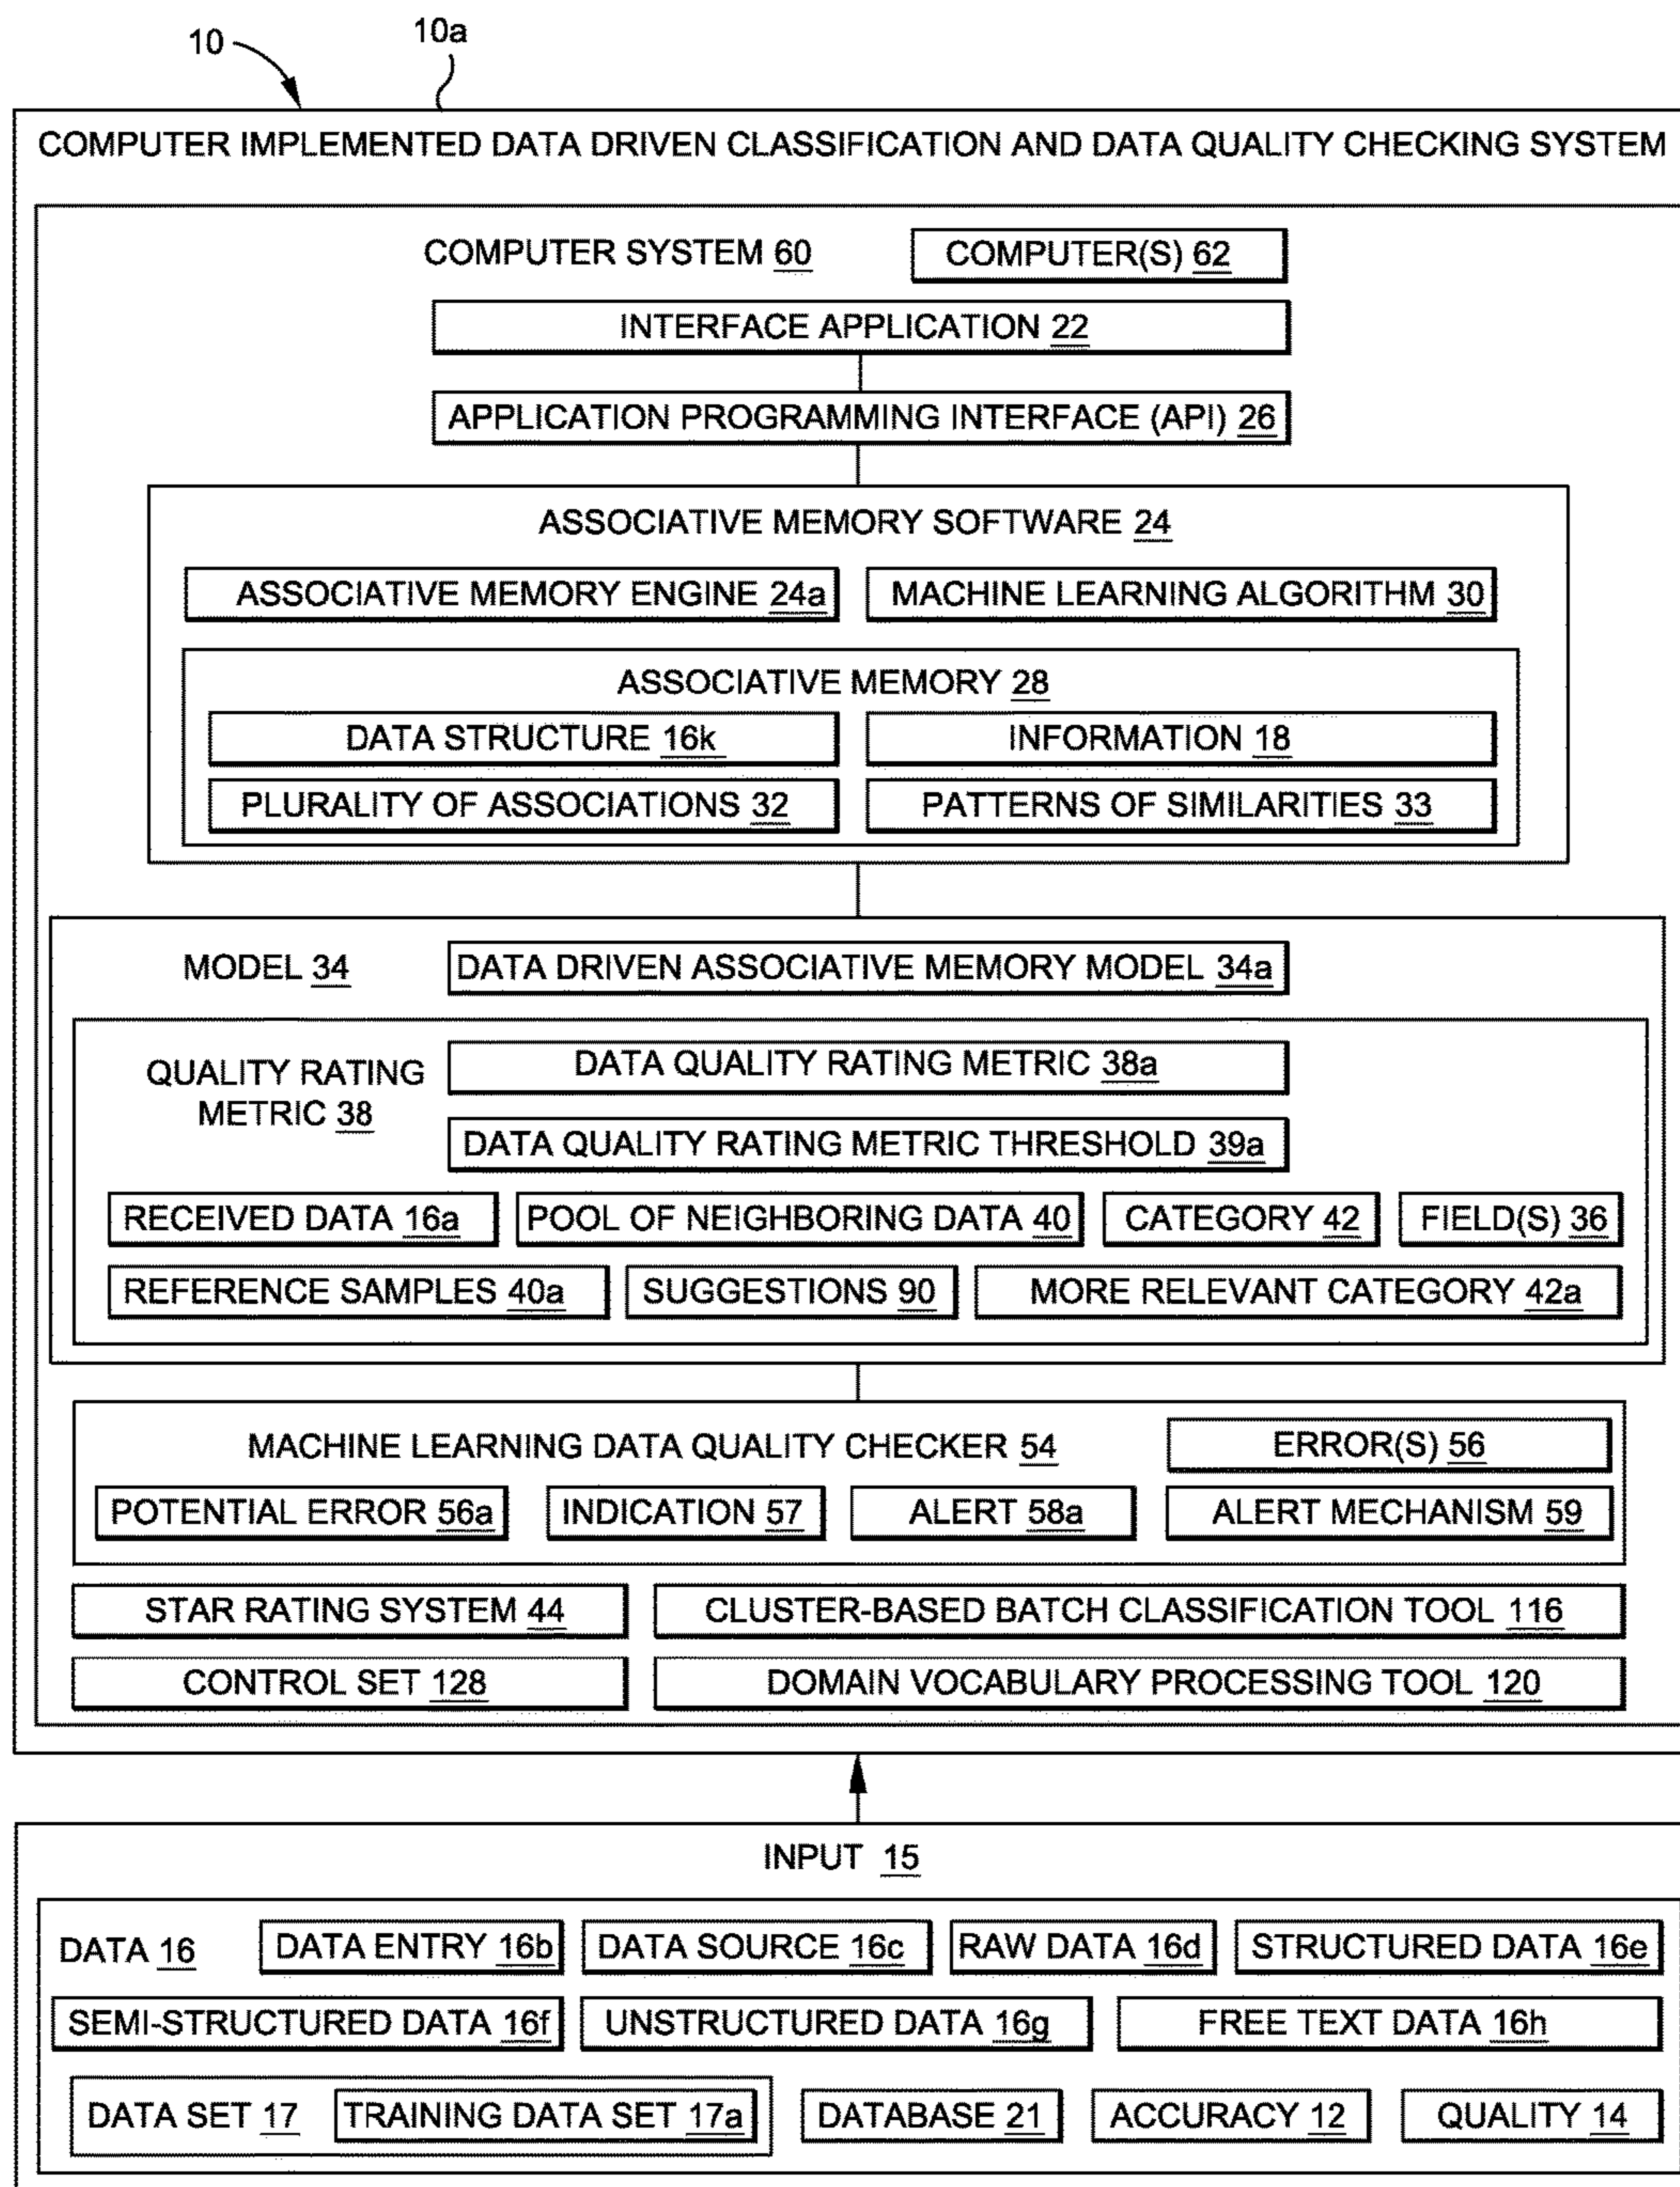 10
10a
COMPUTER IMPLEMENTED DATA DRIVEN CLASSIFICATION AND DATA QUALITY CHECKING SYSTEM
COMPUTER SYSTEM 60
COMPUTER(S) 62
INTERFACE APPLICATION 22
APPLICATION PROGRAMMING INTERFACE (API) 26
ASSOCIATIVE MEMORY SOFTWARE 24
ASSOCIATIVE MEMORY ENGINE 24a
MACHINE LEARNING ALGORITHM 30
ASSOCIATIVE MEMORY 28
DATA STRUCTURE 16k
INFORMATION 18
PLURALITY OF ASSOCIATIONS 32
PATTERNS OF SIMILARITIES 33
MODEL 34
DATA DRIVEN ASSOCIATIVE MEMORY MODEL 34a
QUALITY RATING
METRIC 38
DATA QUALITY RATING METRIC 38a
DATA QUALITY RATING METRIC THRESHOLD 39a
RECEIVED DATA 16a
POOL OF NEIGHBORING DATA 40
CATEGORY 42
FIELD(S) 36
REFERENCE SAMPLES 40a
SUGGESTIONS 90
MORE RELEVANT CATEGORY 42a
MACHINE LEARNING DATA QUALITY CHECKER 54
ERROR(S) 56
POTENTIAL ERROR 56a
INDICATION 57
ALERT 58a
ALERT MECHANISM 59
STAR RATING SYSTEM 44
CLUSTER-BASED BATCH CLASSIFICATION TOOL 116
CONTROL SET 128
DOMAIN VOCABULARY PROCESSING TOOL 120
INPUT 15
DATA 16
DATA ENTRY 16b
DATA SOURCE 16c
RAW DATA 16d
STRUCTURED DATA 16e
SEMI-STRUCTURED DATA 16f
UNSTRUCTURED DATA 16g
FREE TEXT DATA 16h
DATA SET 17
TRAINING DATA SET 17a
DATABASE 21
ACCURACY 12
QUALITY 14